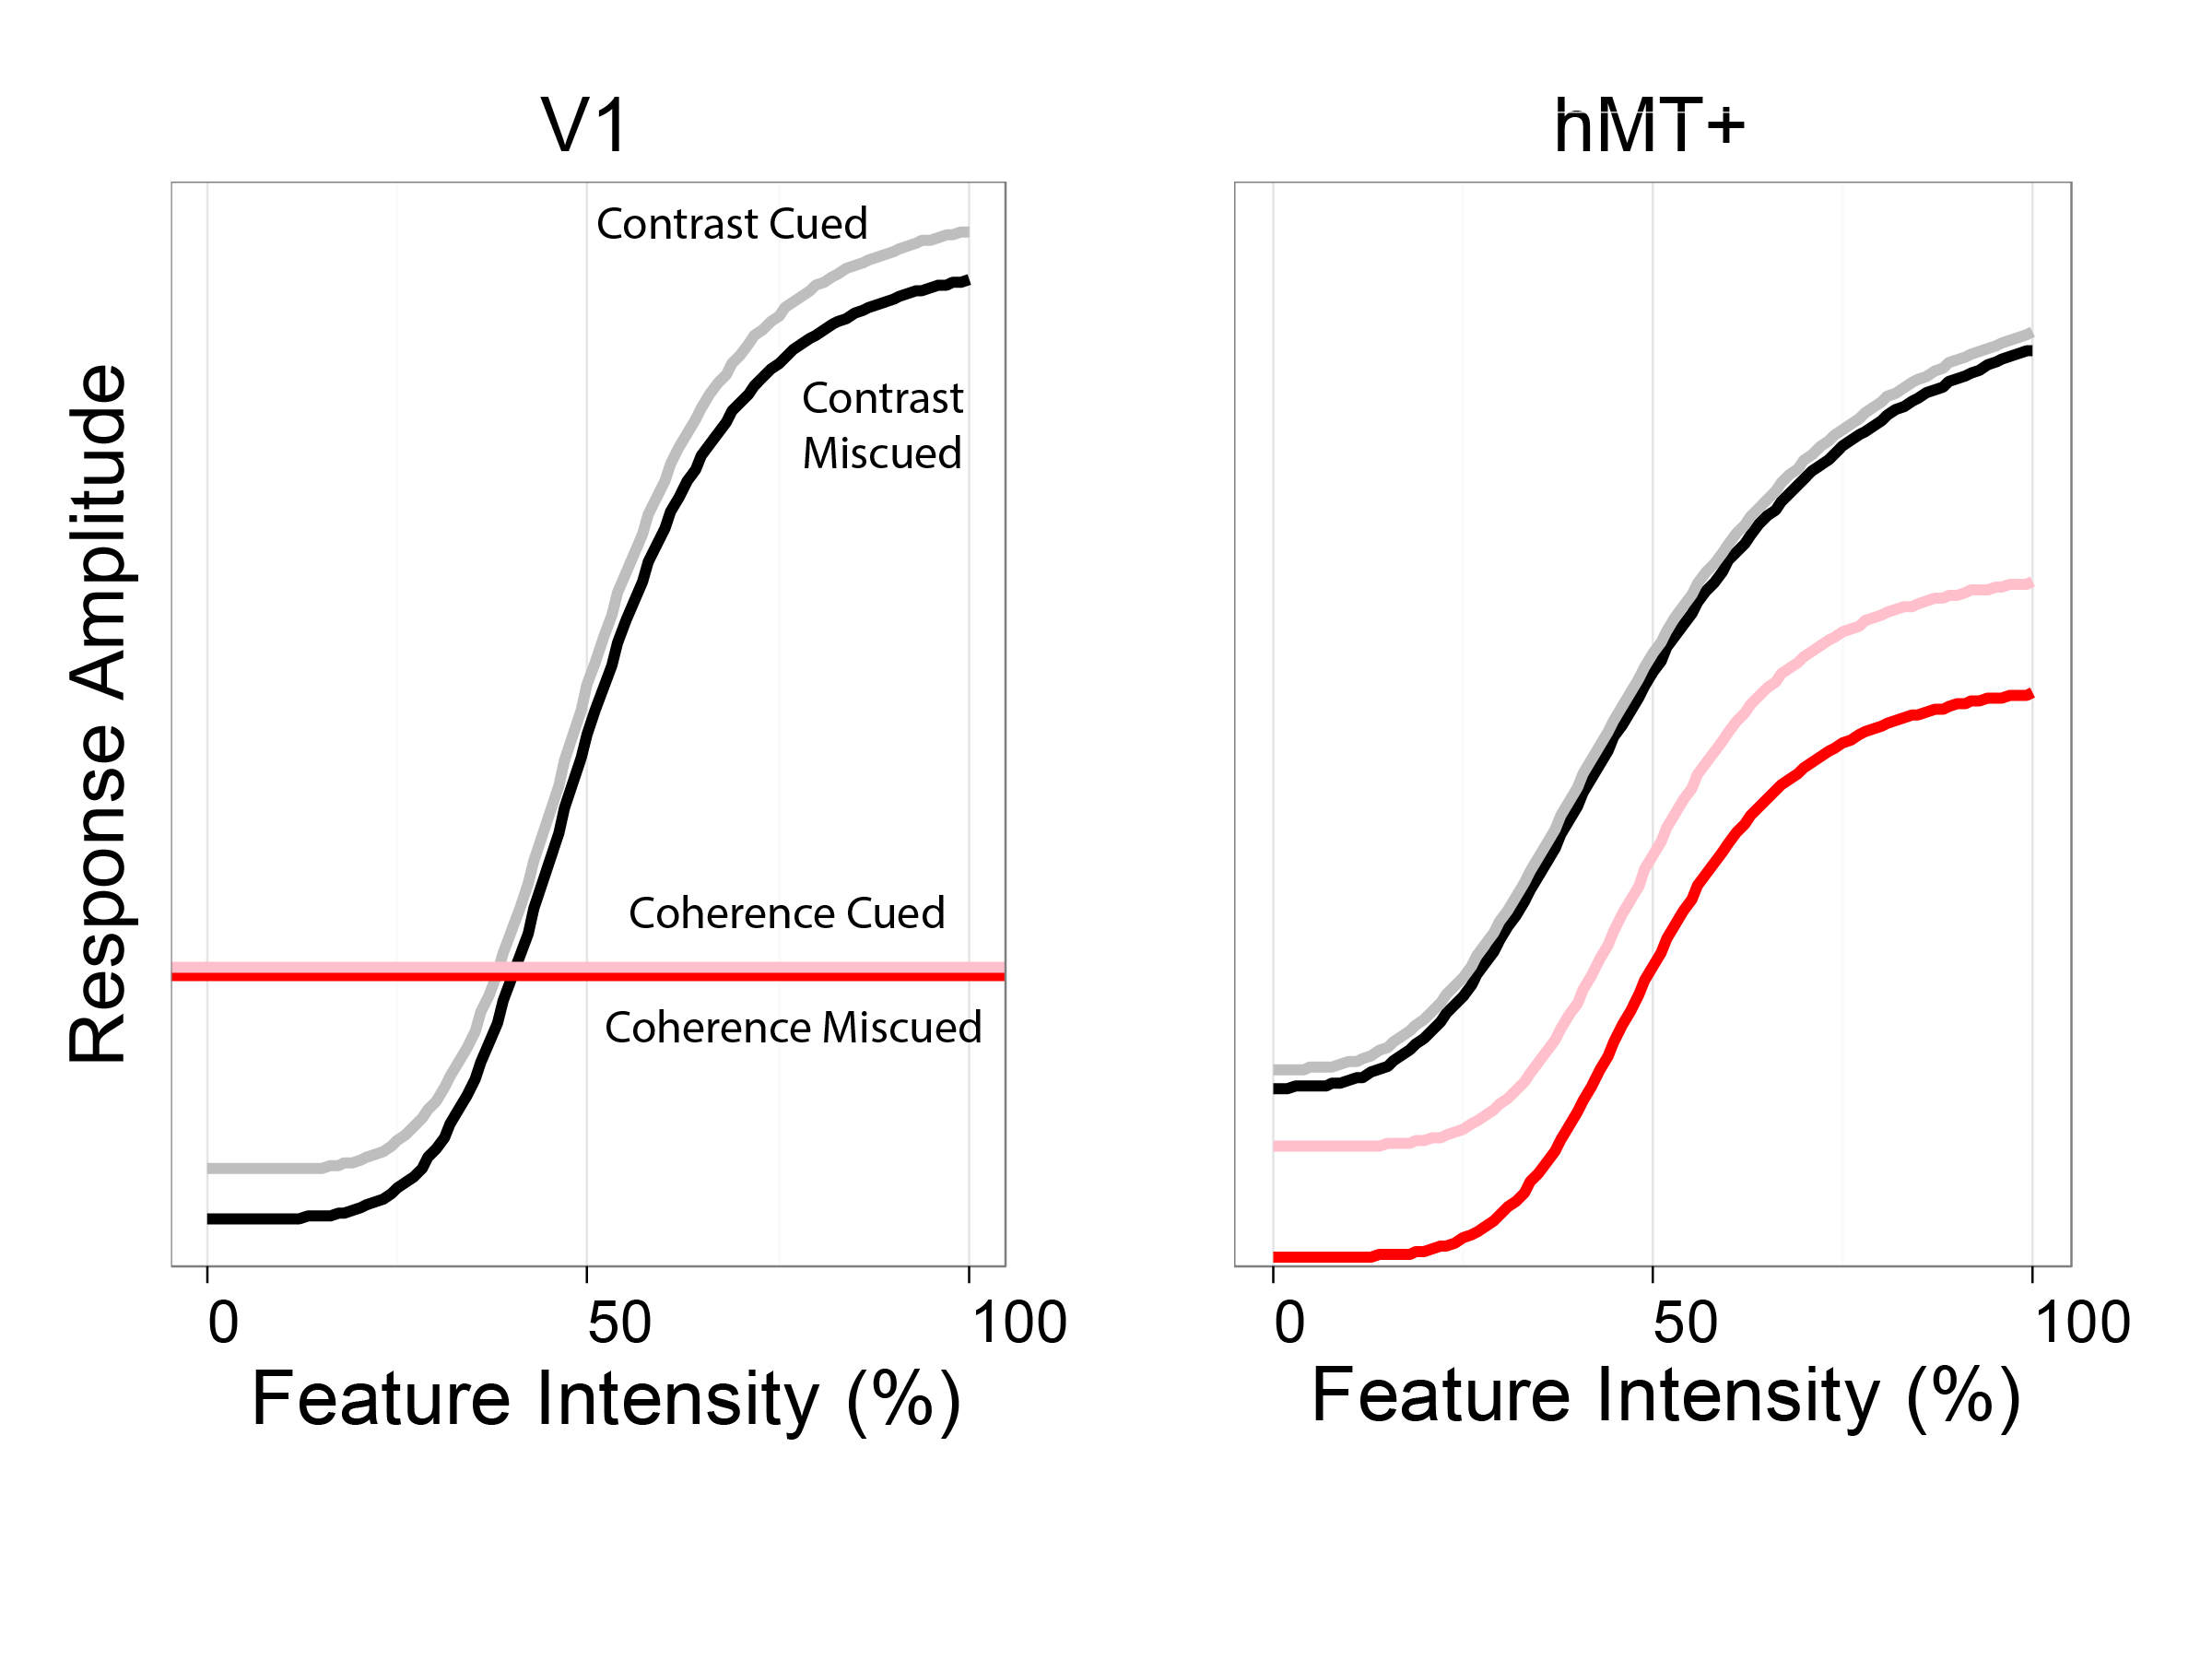 V1
hMT+
Contrast Cued
Contrast
Miscued
Coherence Cued
Coherence Miscued
Response Amplitude
0
50
100
0
50
100
Feature Intensity (%)
Feature Intensity (%)